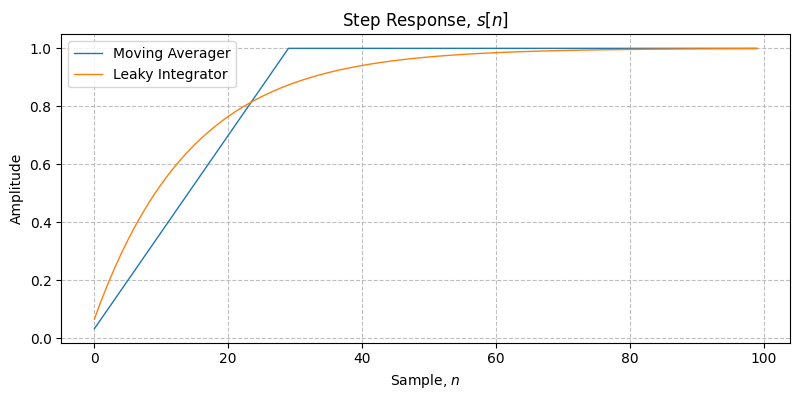 Step Response, s[n]
Moving Averager
Leaky Integrator
Amplitude
1.0
0.8
0.6
0.4
0.2
0.0
0 20 40 60 80 100
Sample, n